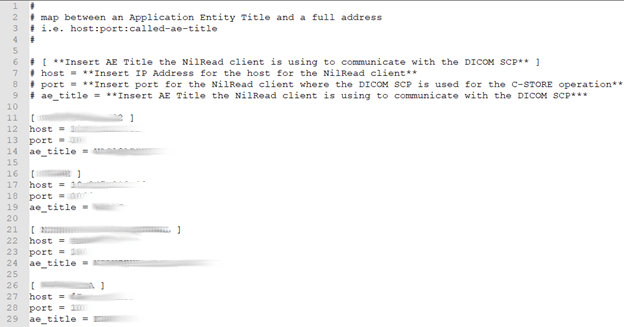 1 #
2 # map between an Application Entity Title and a full address
3 # i.e. host:port:called-ae-title
4 #
5
6 # [ **Insert AE Title the NilRead client is using to communicate with the DICOM SCP** ]
7 # host = **Insert IP Address for the host for the NilRead client**
8 # port = **Insert port for the NilRead client where the DICOM SCP is used for the C-STORE operation**
9 # ae_title = **Insert AE Title the NilRead client is using to communicate with the DICOM SCP***
10
11 [ ]
12 host =
13 port =
14 ae_title =
15
16 [ ]
17 host =
18 port =
19 ae_title =
20
21 [ ]
22 host =
23 port =
24 ae_title =
25
26 [ ]
27 host =
28 port =
29 ae_title =